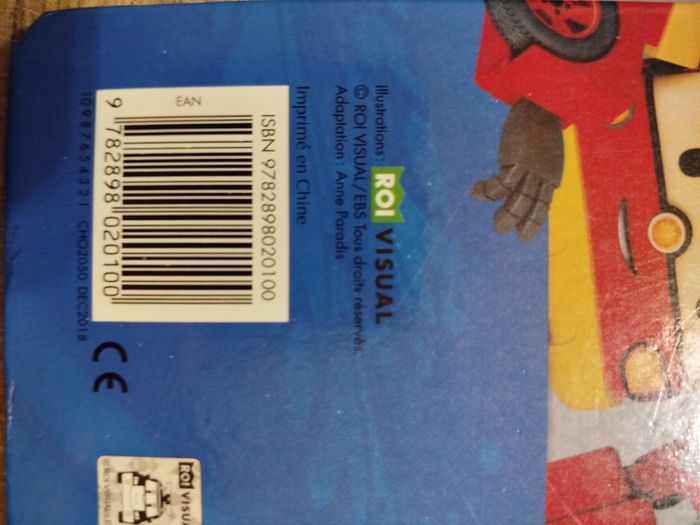 Illustrations : ROI VISUAL
© ROI VISUAL/EBS Tous droits réservés.
Adaptation : Anne Paradis
Imprimé en Chine
ISBN 9782898020100
EAN
9 782898 020100
10 9 8 7 6 5 4 3 2 1 CHO2050 DEC2018
CE
ROI VISUAL